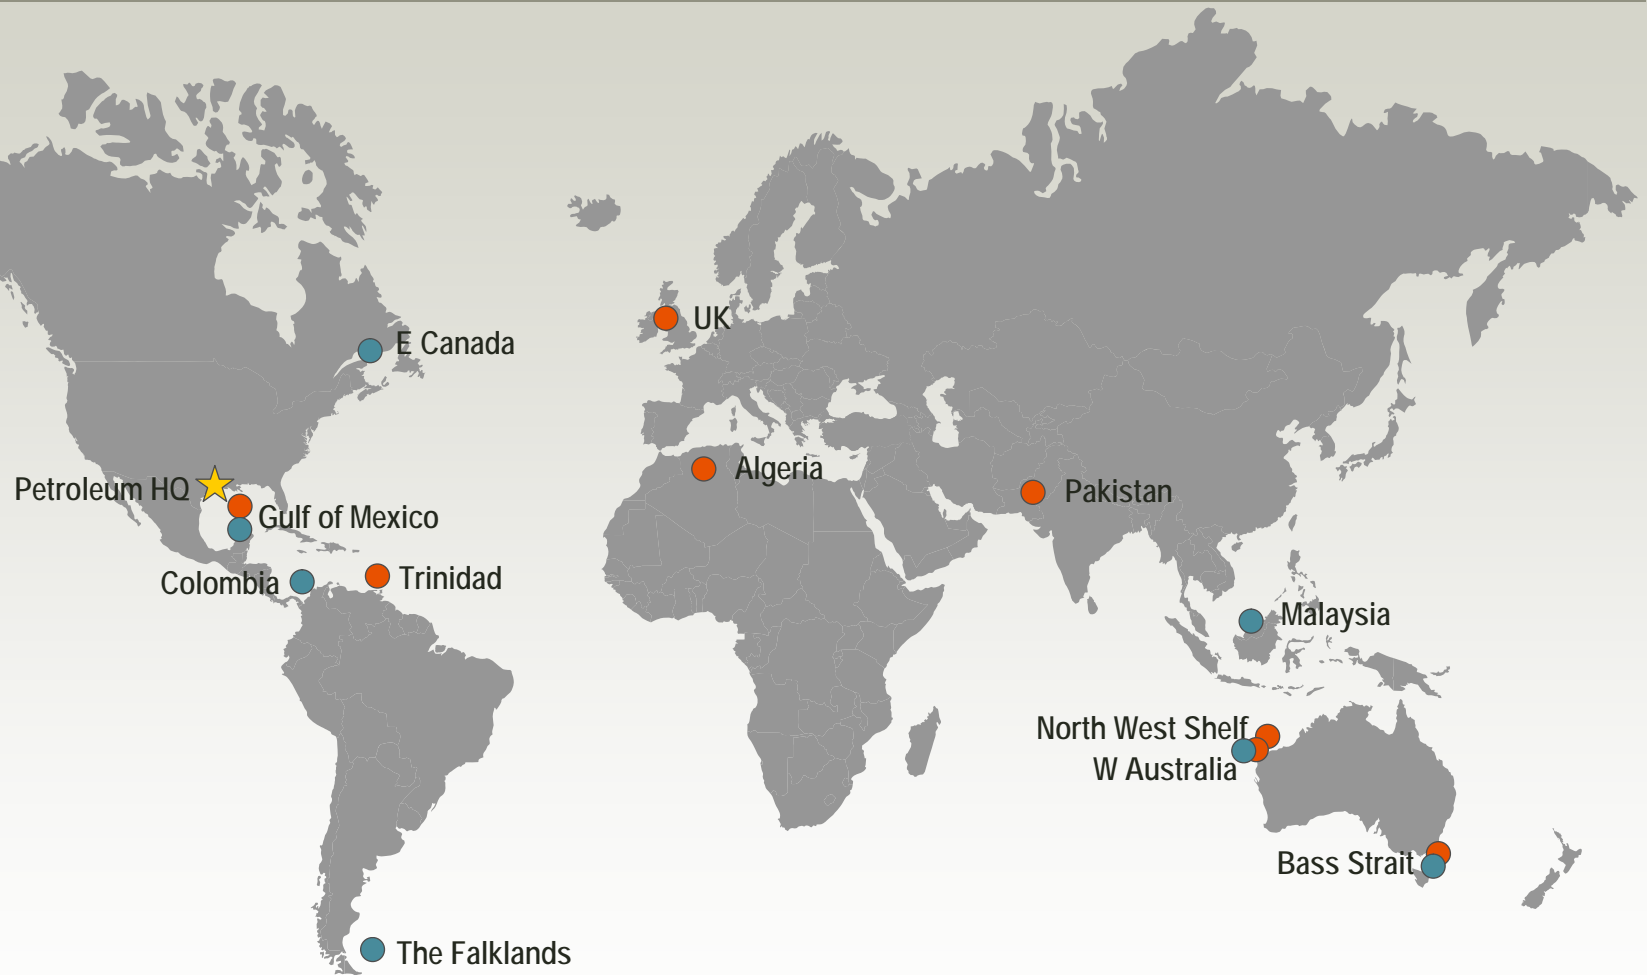 UK
E Canada
Algeria
Petroleum HQ
Pakistan
Gulf of Mexico
Trinidad
Colombia
Malaysia
North West Shelf
W Australia
Bass Strait
The Falklands